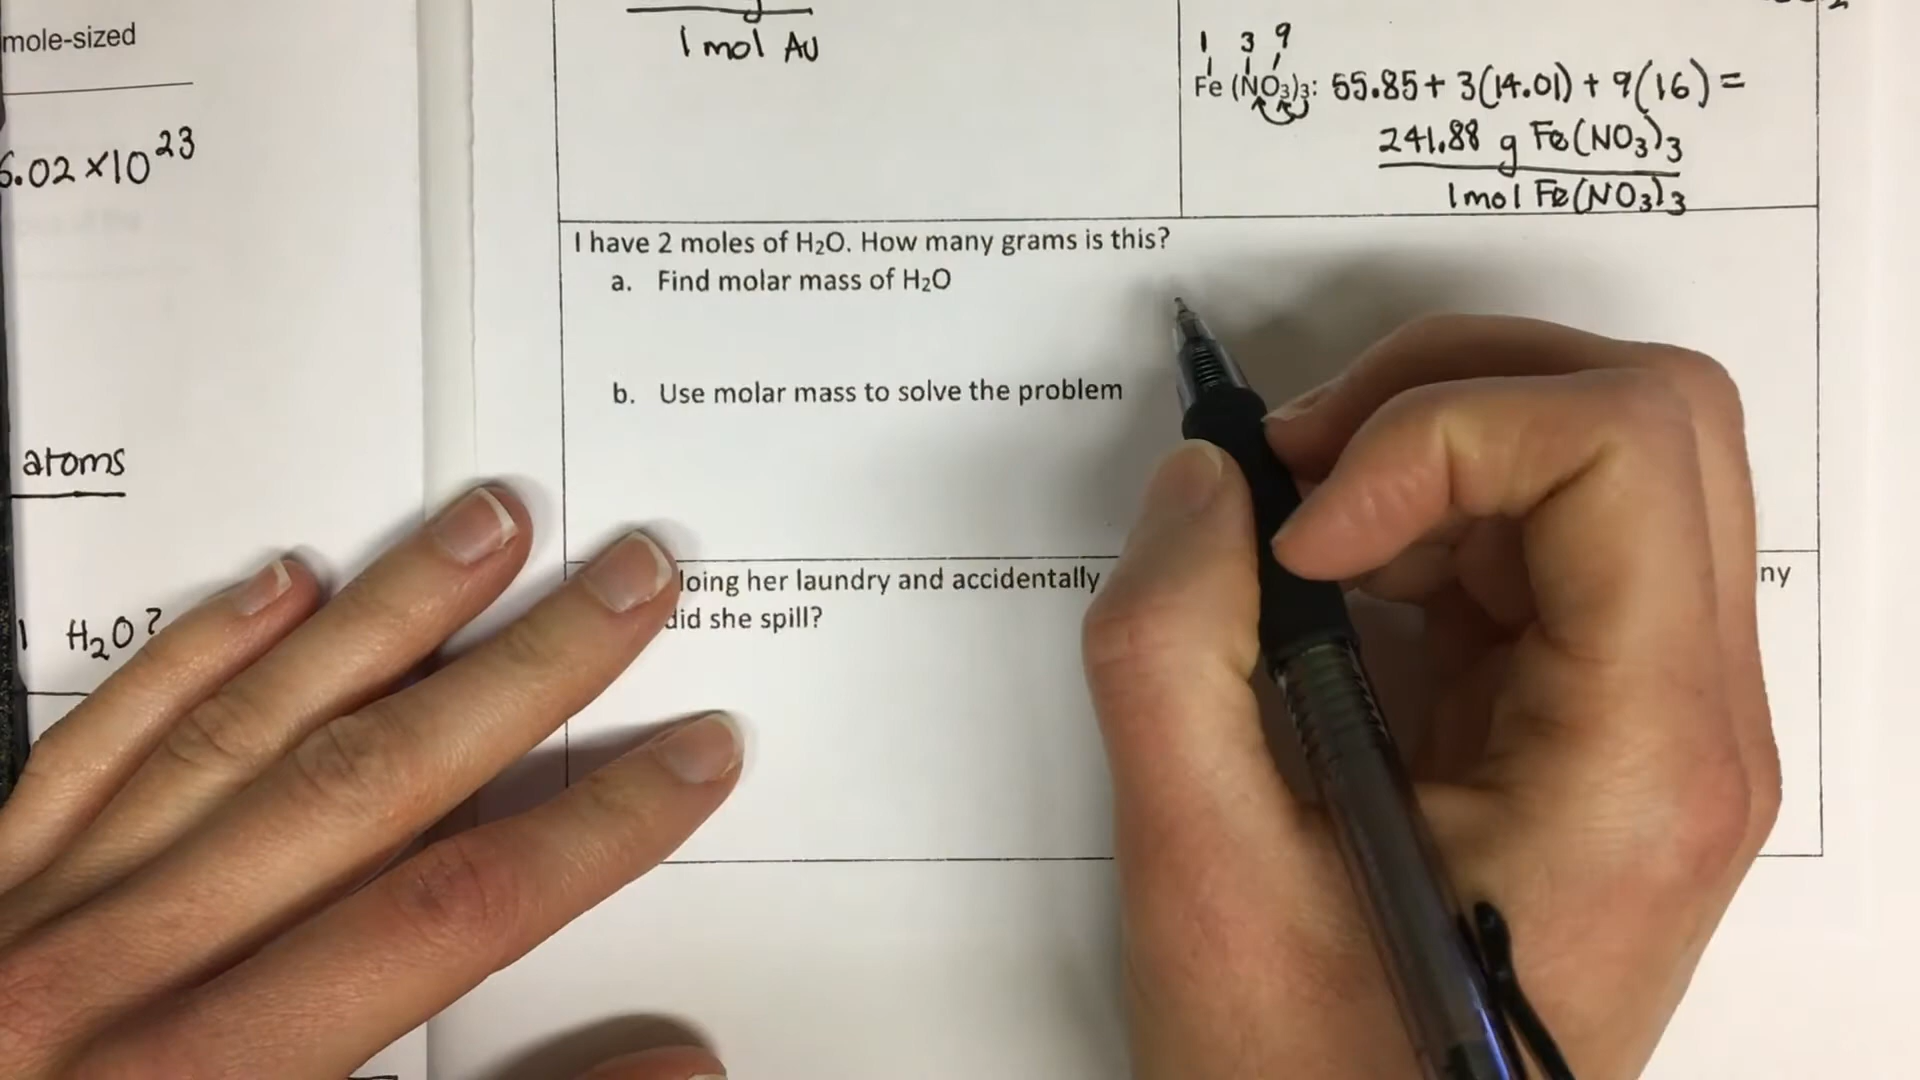 mole-sized
6.02 ×10^23
atoms
H₂O?
1 mol Au
1 3 9
Fe (NO₃)₃: 55.85 + 3(14.01) + 9(16) =
241.88 g Fe(NO₃)₃
1 mol Fe(NO₃)₃
I have 2 moles of H₂O. How many grams is this?
a. Find molar mass of H₂O
b. Use molar mass to solve the problem
loing her laundry and accidentally
ny
did she spill?